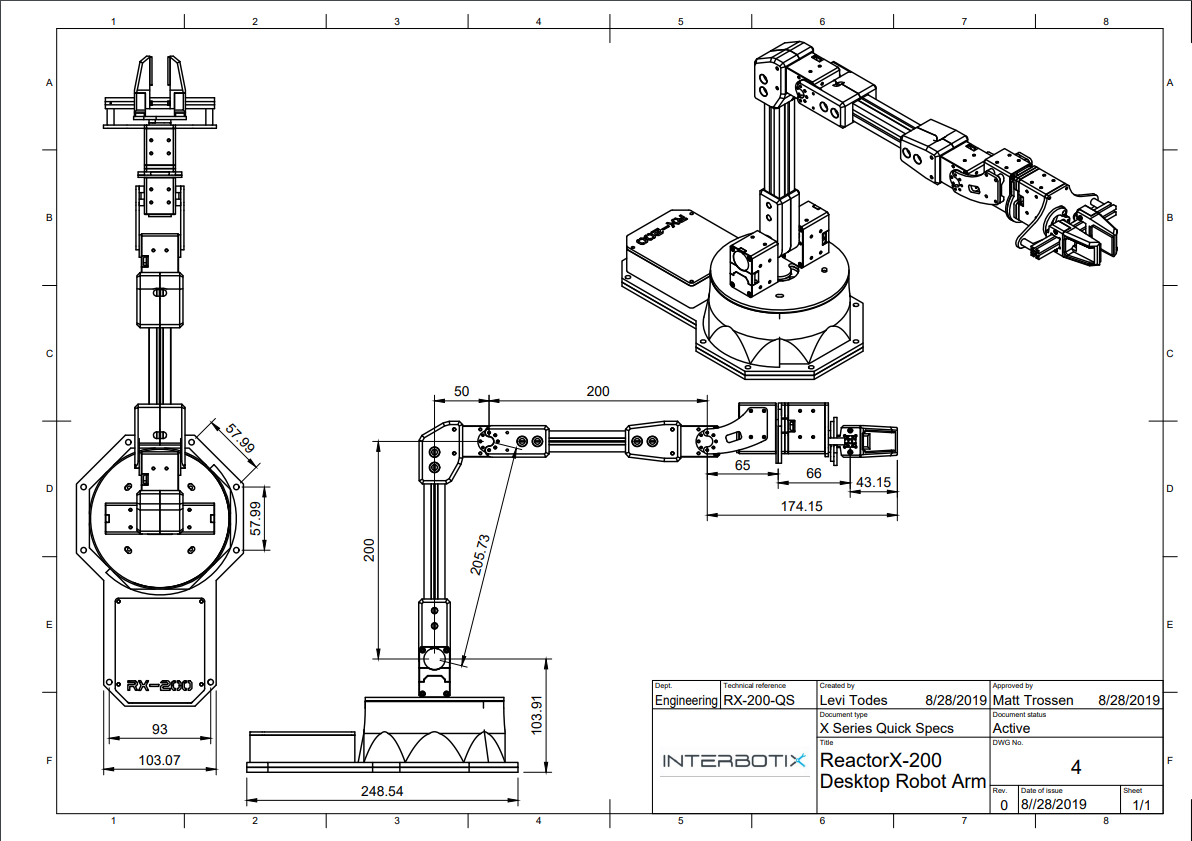 1 2 3 4 5 6 7 8
A A
B B
C C
D D
E E
F F
RX-200
50
200
57.99
57.99
65
66
43.15
174.15
200
205.73
RX-200
93
103.07
103.91
248.54
Dept.
Engineering
Technical reference
RX-200-QS
Created by
Levi Todes 8/28/2019
Approved by
Matt Trossen 8/28/2019
Document type
X Series Quick Specs
Document status
Active
INTERBOTIX
Title
ReactorX-200
Desktop Robot Arm
DWG No.
4
Rev.
0
Date of issue
8//28/2019
Sheet
1/1
1 2 3 4 5 6 7 8